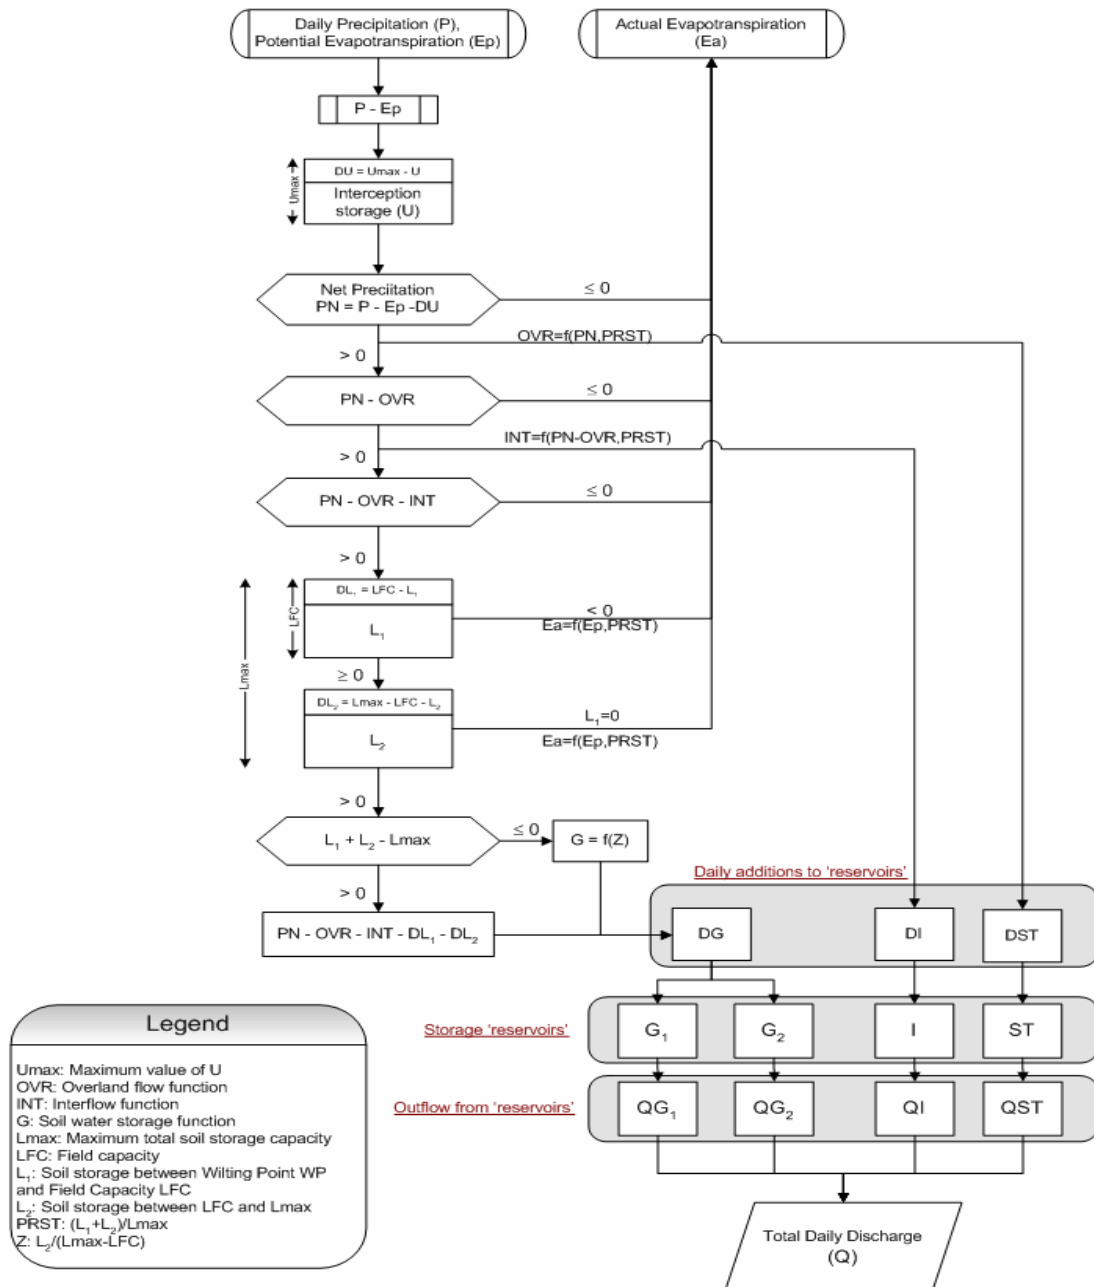 Daily Precipitation (P),
Potential Evapotranspiration (Ep)
Actual Evapotranspiration
(Ea)
P - Ep
Umax
DU = Umax - U
Interception
storage (U)
Net Preciitation
PN = P - Ep -DU
≤ 0
OVR=f(PN,PRST)
> 0
PN - OVR
≤ 0
INT=f(PN-OVR,PRST)
> 0
PN - OVR - INT
≤ 0
> 0
Lmax
LFC
DL₁ = LFC - L₁
L₁
< 0
Ea=f(Ep,PRST)
≥ 0
DL₂ = Lmax - LFC - L₂
L₂
L₁=0
Ea=f(Ep,PRST)
> 0
L₁ + L₂ - Lmax
≤ 0
G = f(Z)
> 0
PN - OVR - INT - DL₁ - DL₂
Daily additions to 'reservoirs'
DG
DI
DST
Storage 'reservoirs'
G₁
G₂
I
ST
Outflow from 'reservoirs'
QG₁
QG₂
QI
QST
Total Daily Discharge
(Q)
Legend
Umax: Maximum value of U
OVR: Overland flow function
INT: Interflow function
G: Soil water storage function
Lmax: Maximum total soil storage capacity
LFC: Field capacity
L₁: Soil storage between Wilting Point WP
and Field Capacity LFC
L₂: Soil storage between LFC and Lmax
PRST: (L₁+L₂)/Lmax
Z: L₂/(Lmax-LFC)